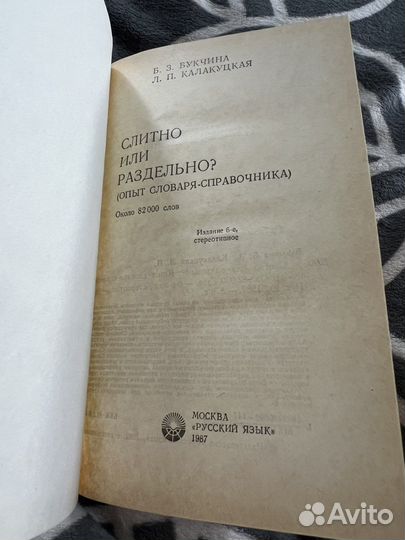 Б. З. БУКЧИНА
Л. П. КАЛАКУЦКАЯ
СЛИТНО
ИЛИ
РАЗДЕЛЬНО?
(ОПЫТ СЛОВАРЯ-СПРАВОЧНИКА)
Около 82 000 слов
Издание 6-е,
стереотипное
МОСКВА
«РУССКИЙ ЯЗЫК»
1987
Avito